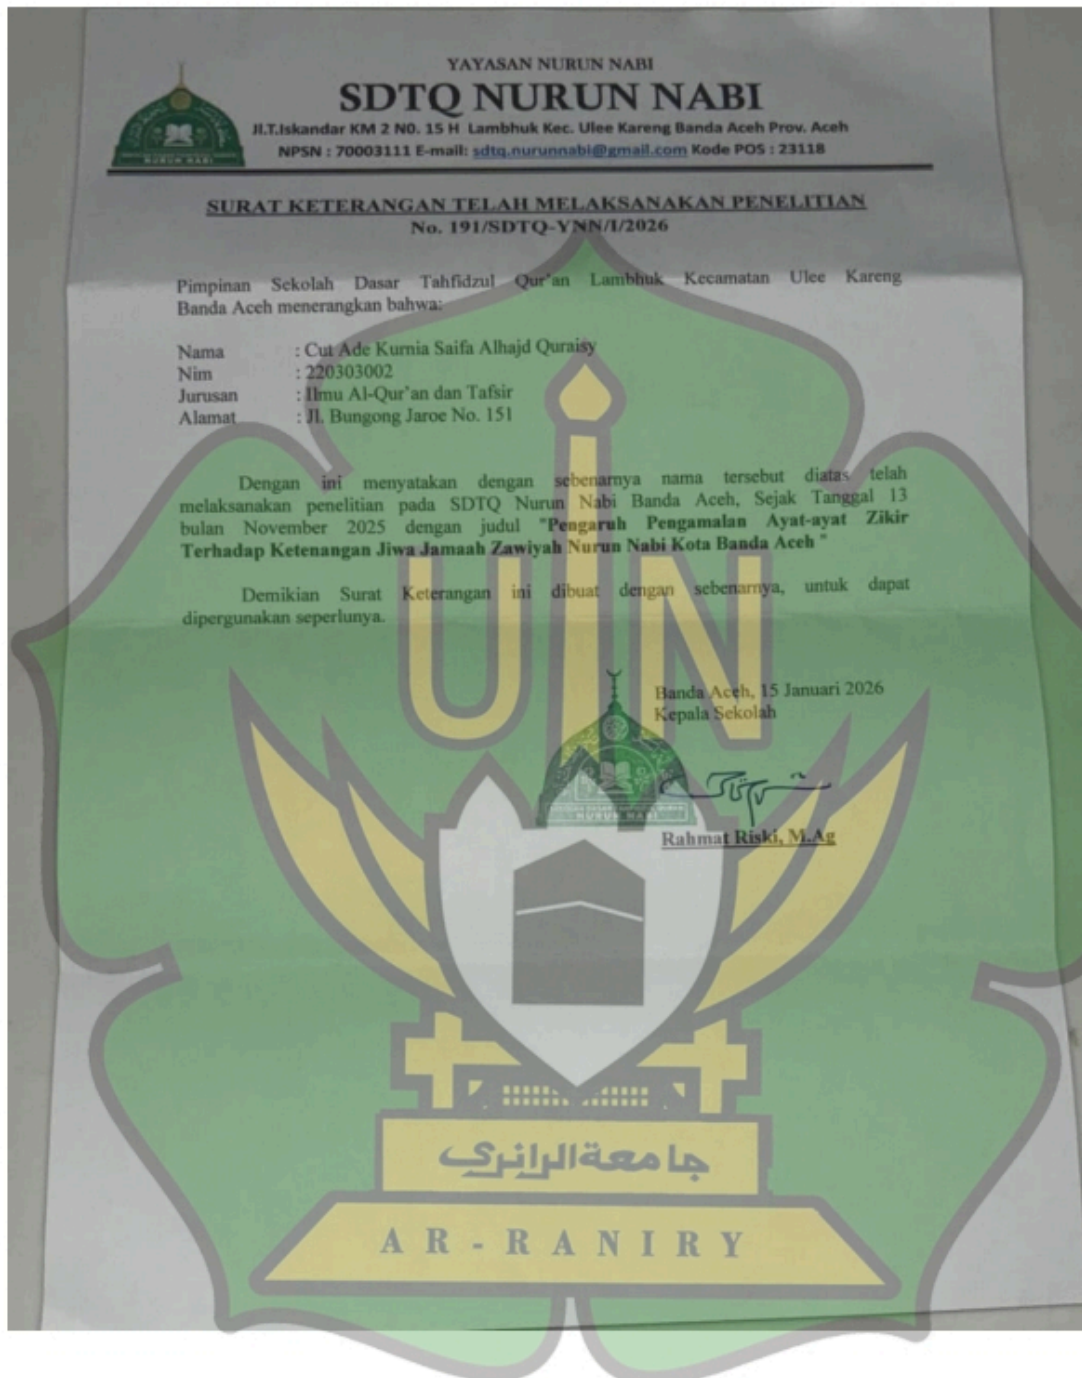 YAYASAN NURUN NABI
SDTQ NURUN NABI
Jl.T.Iskandar KM 2 N0. 15 H Lambhuk Kec. Ulee Kareng Banda Aceh Prov. Aceh
NPSN : 70003111 E-mail: sdtq.nurunnabi@gmail.com Kode POS : 23118
NURUN NABI
SURAT KETERANGAN TELAH MELAKSANAKAN PENELITIAN
No. 191/SDTQ-YNN/I/2026
Pimpinan Sekolah Dasar Tahfidzul Qur'an Lambhuk Kecamatan Ulee Kareng
Banda Aceh menerangkan bahwa:
Nama : Cut Ade Kurnia Saifa Alhajd Quraisy
Nim : 220303002
Jurusan : Ilmu Al-Qur'an dan Tafsir
Alamat : Jl. Bungong Jaroe No. 151
Dengan ini menyatakan dengan sebenarnya nama tersebut diatas telah
melaksanakan penelitian pada SDTQ Nurun Nabi Banda Aceh, Sejak Tanggal 13
bulan November 2025 dengan judul "Pengaruh Pengamalan Ayat-ayat Zikir
Terhadap Ketenangan Jiwa Jamaah Zawiyah Nurun Nabi Kota Banda Aceh "
Demikian Surat Keterangan ini dibuat dengan sebenarnya, untuk dapat
dipergunakan seperlunya.
UIN
Banda Aceh, 15 Januari 2026
Kepala Sekolah
NURUN NABI
Rahmat Riski, M.Ag
جامعة الرانري
AR-RANIRY